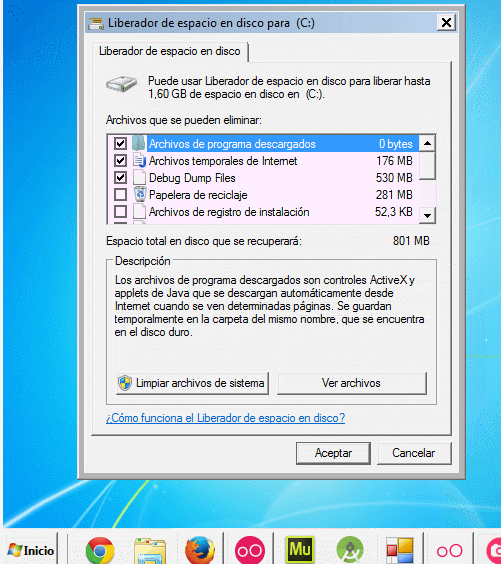 Liberador de espacio en disco para (C:)
Liberador de espacio en disco
Puede usar Liberador de espacio en disco para liberar hasta
1,60 GB de espacio en disco en (C:).
Archivos que se pueden eliminar:
Archivos de programa descargados 0 bytes
Archivos temporales de Internet 176 MB
Debug Dump Files 530 MB
Papelera de reciclaje 281 MB
Archivos de registro de instalación 52,3 KB
Espacio total en disco que se recuperará: 801 MB
Descripción
Los archivos de programa descargados son controles ActiveX y
applets de Java que se descargan automáticamente desde
Internet cuando se ven determinadas páginas. Se guardan
temporalmente en la carpeta del mismo nombre, que se encuentra
en el disco duro.
Limpiar archivos de sistema Ver archivos
¿Cómo funciona el Liberador de espacio en disco?
Aceptar Cancelar
Inicio Mu